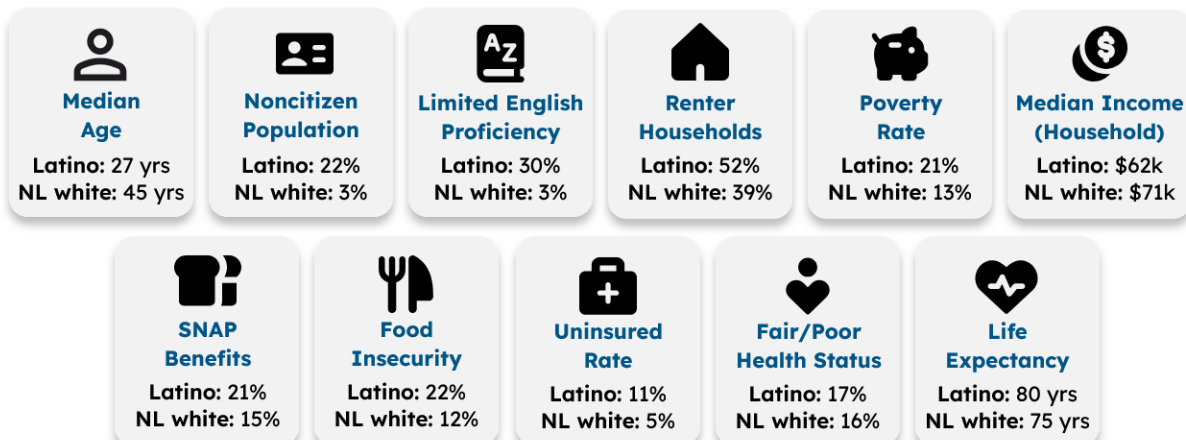 A Z
Median
Age
Latino: 27 yrs
NL white: 45 yrs
Noncitizen
Population
Latino: 22%
NL white: 3%
Limited English
Proficiency
Latino: 30%
NL white: 3%
Renter
Households
Latino: 52%
NL white: 39%
Poverty
Rate
Latino: 21%
NL white: 13%
$
Median Income
(Household)
Latino: $62k
NL white: $71k
SNAP
Benefits
Latino: 21%
NL white: 15%
Food
Insecurity
Latino: 22%
NL white: 12%
Uninsured
Rate
Latino: 11%
NL white: 5%
Fair/Poor
Health Status
Latino: 17%
NL white: 16%
Life
Expectancy
Latino: 80 yrs
NL white: 75 yrs